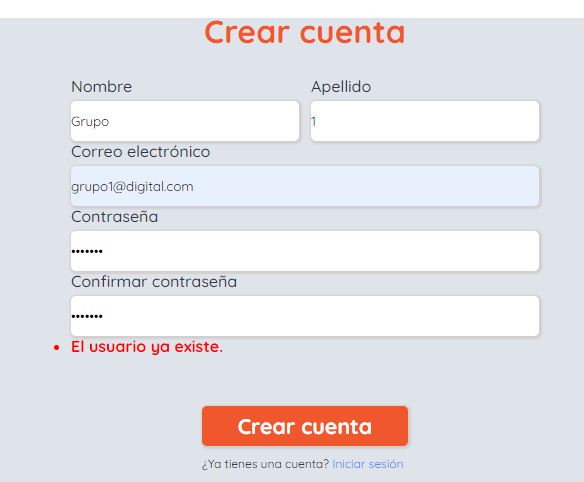 Crear cuenta
Nombre Apellido
Grupo 1
Correo electrónico
grupo1@digital.com
Contraseña
•••••••
Confirmar contraseña
•••••••
• El usuario ya existe.
Crear cuenta
¿Ya tienes una cuenta? Iniciar sesión